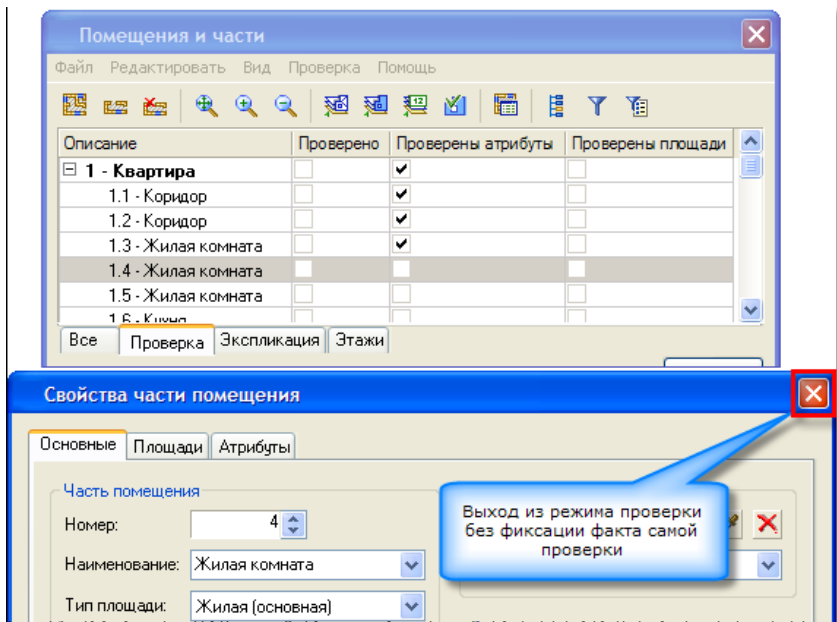 Помещения и части
Файл Редактировать Вид Проверка Помощь
Описание Проверено Проверены атрибуты Проверены площади
1 - Квартира
1.1 - Коридор
1.2 - Коридор
1.3 - Жилая комната
1.4 - Жилая комната
1.5 - Жилая комната
1.6 - Кухня
Все Проверка Экспликация Этажи
Свойства части помещения
Основные Площади Атрибуты
Часть помещения
Номер: 4
Наименование: Жилая комната
Тип площади: Жилая (основная)
Выход из режима проверки
без фиксации факта самой
проверки